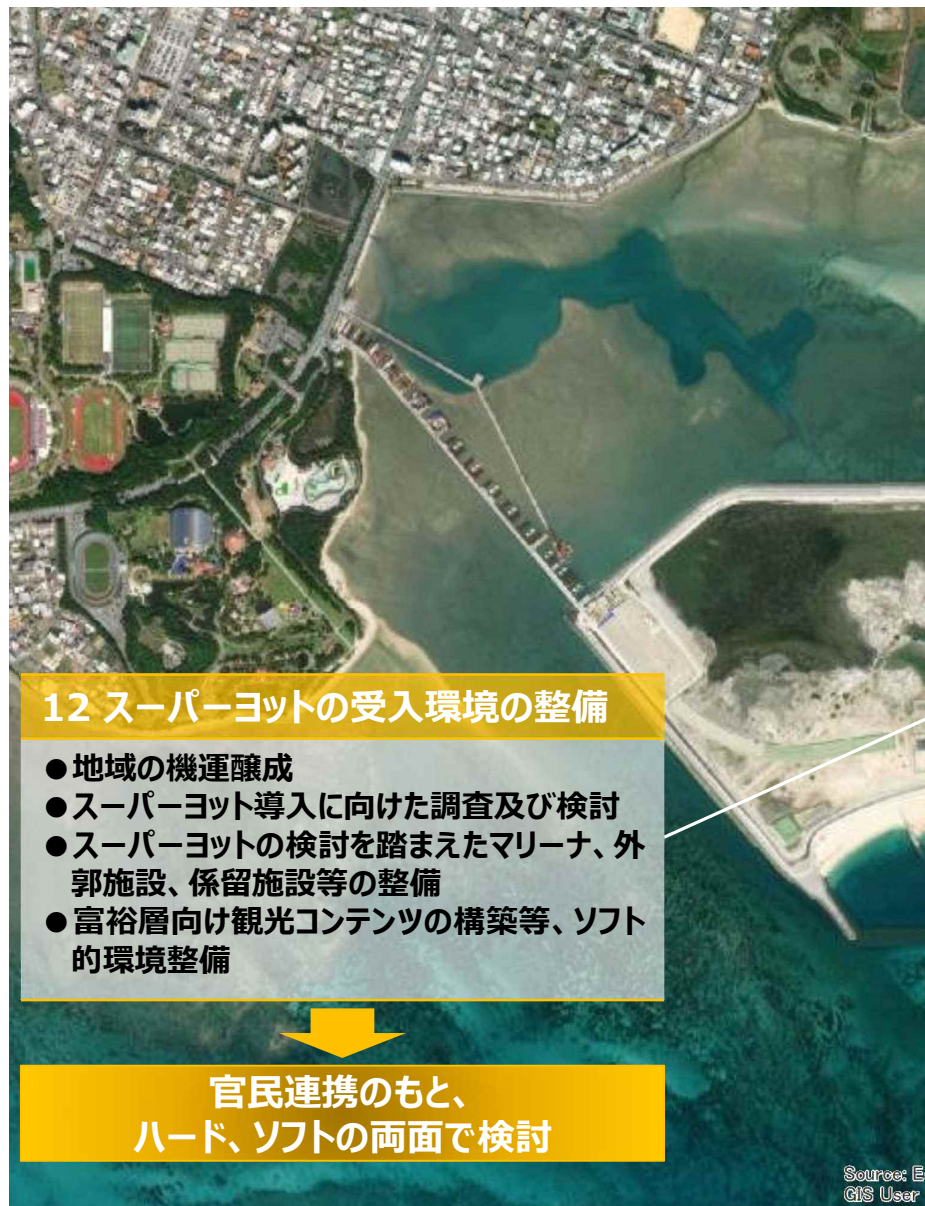 12 スーパーヨットの受入環境の整備
●地域の機運醸成
●スーパーヨット導入に向けた調査及び検討
●スーパーヨットの検討を踏まえたマリーナ、外
郭施設、係留施設等の整備
●富裕層向け観光コンテンツの構築等、ソフト
的環境整備
官民連携のもと、
ハード、ソフトの両面で検討
Source: E
GIS User